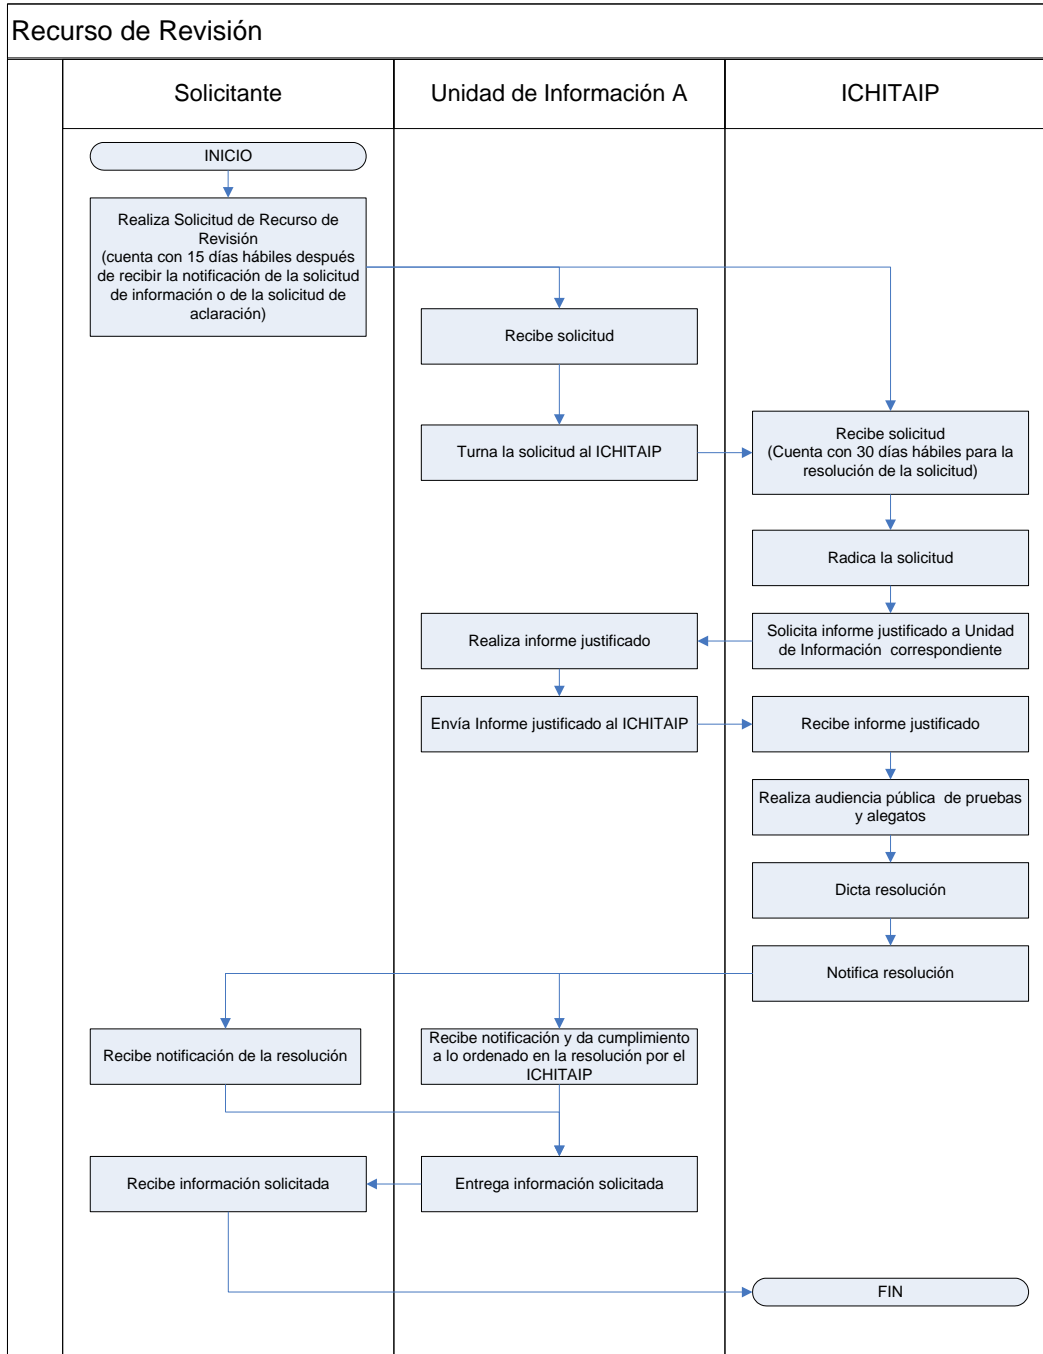 Recurso de Revisión
Solicitante
Unidad de Información A
ICHITAIP
INICIO
Realiza Solicitud de Recurso de
Revisión
(cuenta con 15 días hábiles después
de recibir la notificación de la solicitud
de información o de la solicitud de
aclaración)
Recibe solicitud
Turna la solicitud al ICHITAIP
Recibe solicitud
(Cuenta con 30 días hábiles para la
resolución de la solicitud)
Radica la solicitud
Solicita informe justificado a Unidad
de Información correspondiente
Realiza informe justificado
Envía Informe justificado al ICHITAIP
Recibe informe justificado
Realiza audiencia pública de pruebas
y alegatos
Dicta resolución
Notifica resolución
Recibe notificación de la resolución
Recibe notificación y da cumplimiento
a lo ordenado en la resolución por el
ICHITAIP
Entrega información solicitada
Recibe información solicitada
FIN